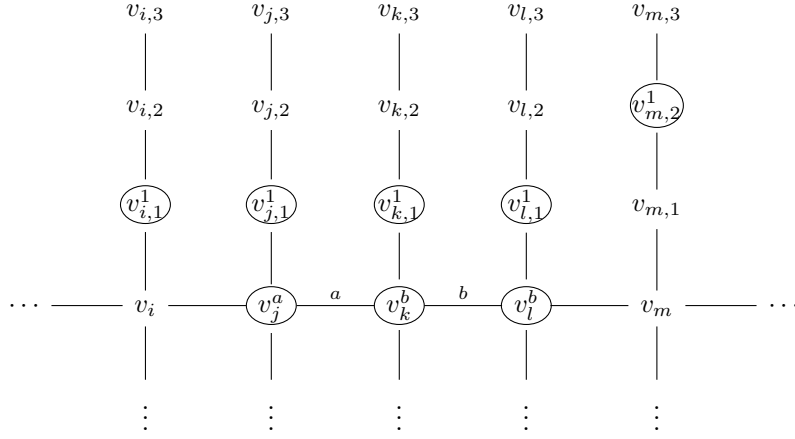 v_{i,3} v_{j,3} v_{k,3} v_{l,3} v_{m,3}
v_{i,2} v_{j,2} v_{k,2} v_{l,2} v^1_{m,2}
v^1_{i,1} v^1_{j,1} v^1_{k,1} v^1_{l,1} v_{m,1}
a b
⋯ v_i v^a_j v^b_k v^b_l v_m ⋯
⋮ ⋮ ⋮ ⋮ ⋮